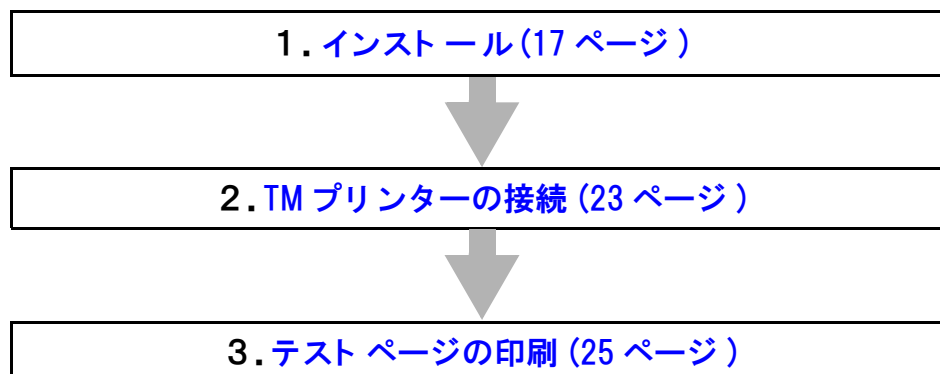 1. インストール (17 ページ)
2. TM プリンターの接続 (23 ページ)
3. テスト ページの印刷 (25 ページ)